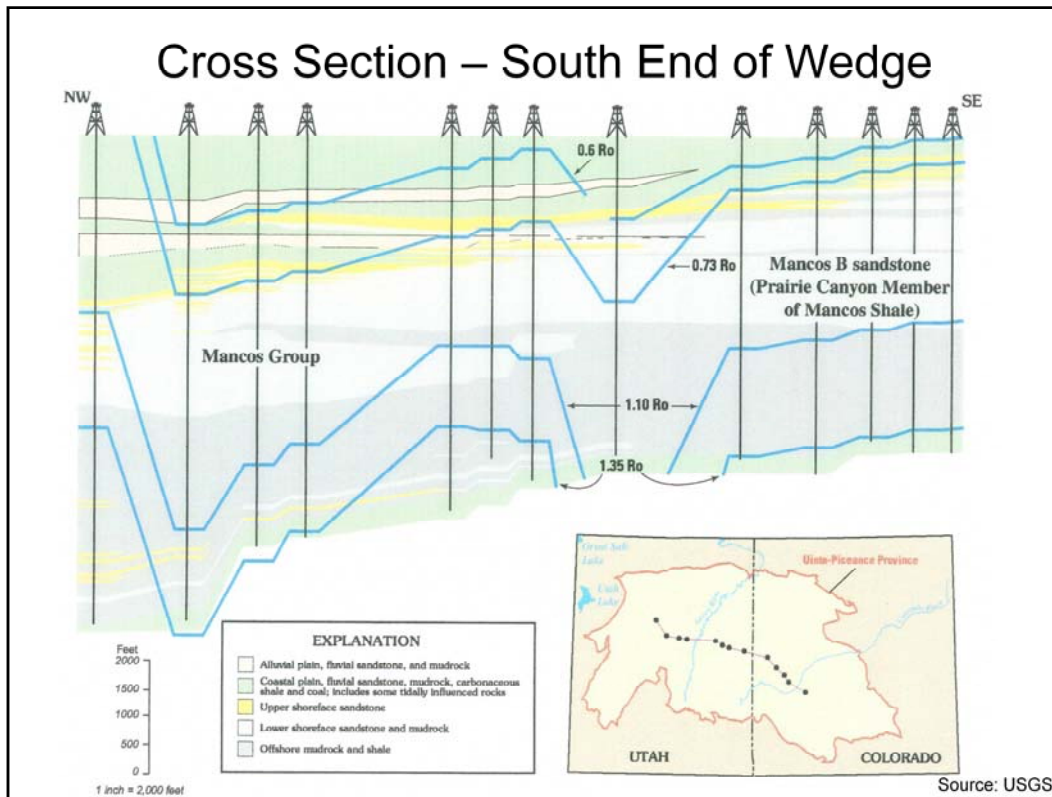 Cross Section – South End of Wedge
NW
SE
0.6 Ro
0.73 Ro
Mancos B sandstone
(Prairie Canyon Member
of Mancos Shale)
Mancos Group
1.10 Ro
1.35 Ro
Feet
2000
1500
1000
500
0
1 inch = 2,000 feet
EXPLANATION
Alluvial plain, fluvial sandstone, and mudrock
Coastal plain, fluvial sandstone, mudrock, carbonaceous
shale and coal; includes some tidally influenced rocks
Upper shoreface sandstone
Lower shoreface sandstone and mudrock
Offshore mudrock and shale
Great Salt
Lake
Utah
Lake
Uinta-Piceance Province
UTAH
COLORADO
Source: USGS